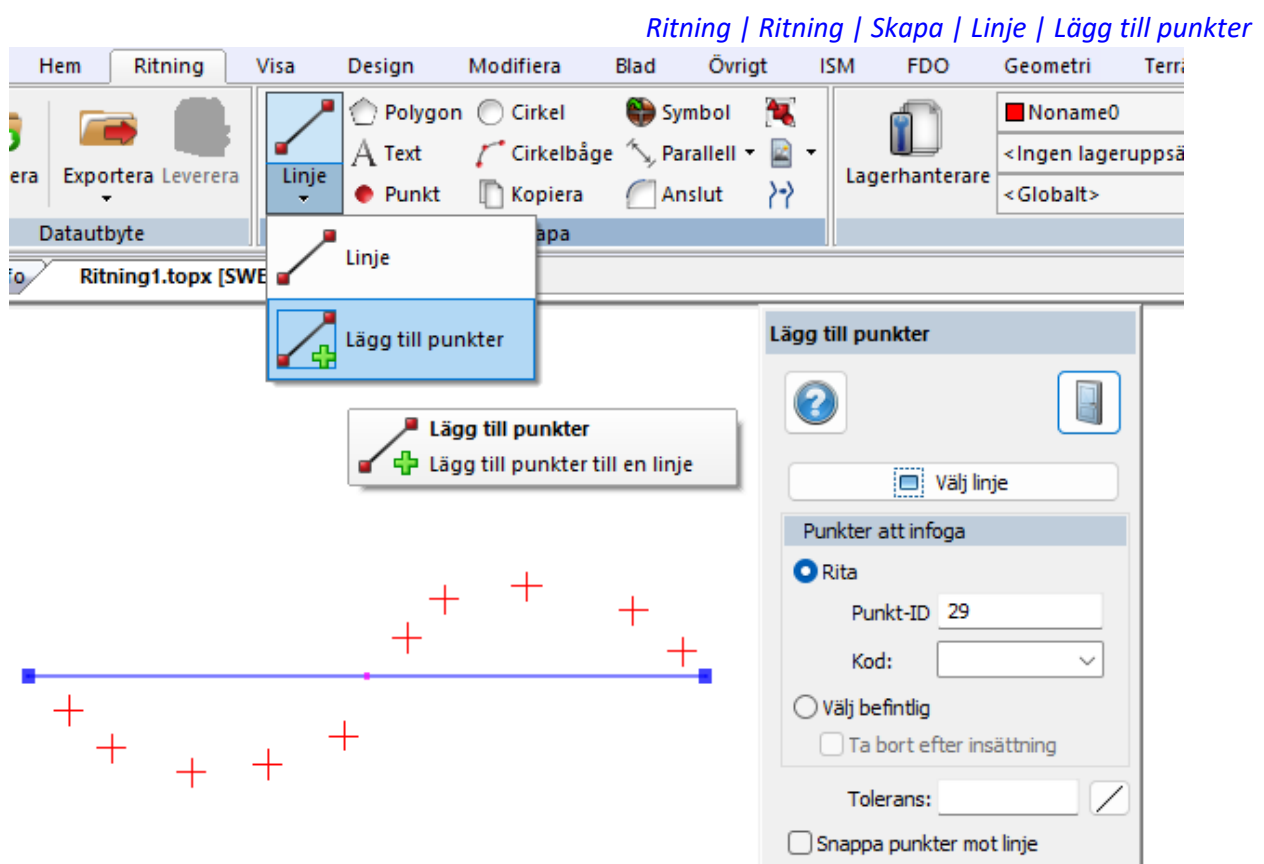 Ritning | Ritning | Skapa | Linje | Lägg till punkter
Hem Ritning Visa Design Modifiera Blad Övrigt ISM FDO Geometri Terrä
era Exportera Leverera
Datautbyte
Linje
Polygon Cirkel Symbol
Text Cirkelbåge Parallell
Punkt Kopiera Anslut
apa
Lagerhanterare
Noname0
<Ingen lageruppsä
<Globalt>
Ritning1.topx [SWE
Linje
Lägg till punkter
Lägg till punkter
Lägg till punkter till en linje
Lägg till punkter
Välj linje
Punkter att infoga
Rita
Punkt-ID 29
Kod:
Välj befintlig
Ta bort efter insättning
Tolerans:
Snappa punkter mot linje